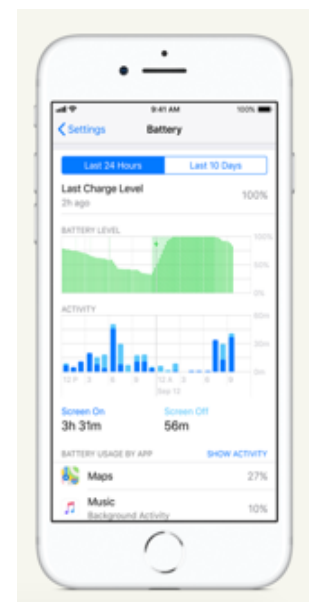 9:41 AM 100%
Settings Battery
Last 24 Hours Last 10 Days
Last Charge Level 100%
2h ago
BATTERY LEVEL
100%
50%
0%
ACTIVITY
60m
30m
0m
12 P 3 6 9 12 A 3 6 9
Sep 12
Screen On Screen Off
3h 31m 56m
BATTERY USAGE BY APP SHOW ACTIVITY
Maps 27%
Music 10%
Background Activity